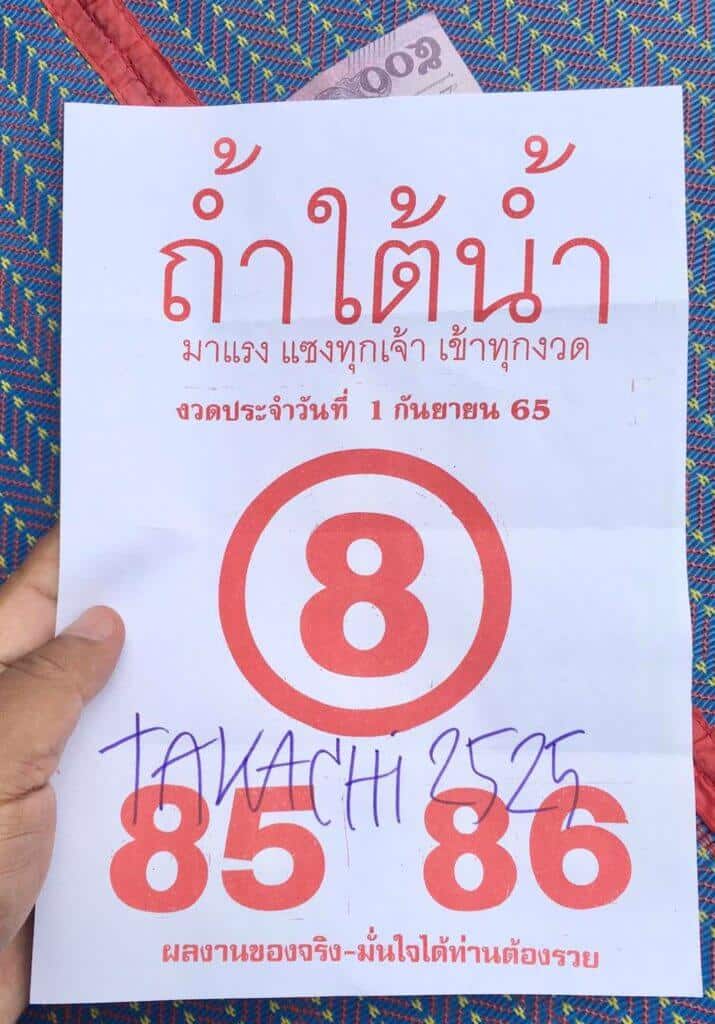 ๕๐๐
ถ้ำใต้น้ำ
มาแรง แซงทุกเจ้า เข้าทุกงวด
งวดประจำวันที่ 1 กันยายน 65
8
TAKACHi 2525
85 86
ผลงานของจริง-มั่นใจได้ท่านต้องรวย